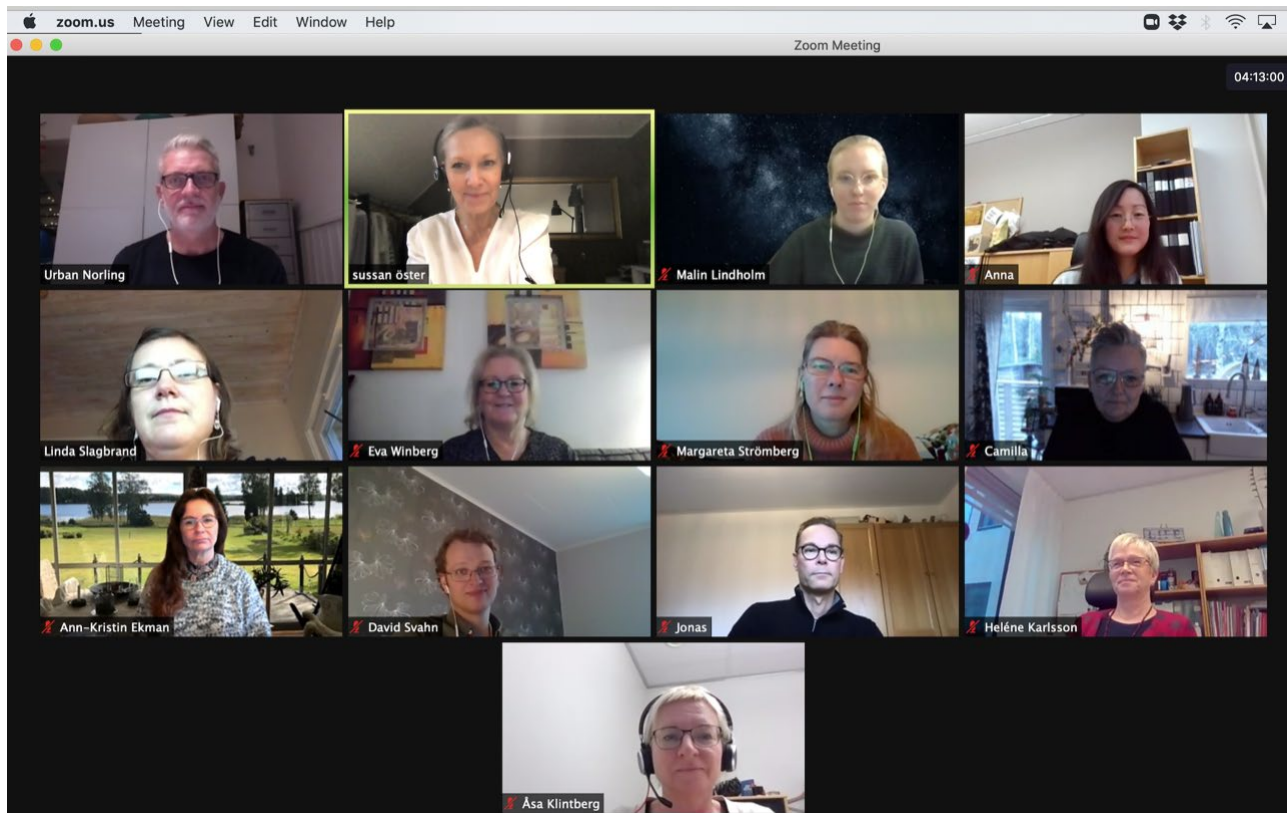 zoom.us Meeting View Edit Window Help
Zoom Meeting
04:13:00
Urban Norling
sussan öster
Malin Lindholm
Anna
Linda Slagbrand
Eva Winberg
Margareta Strömberg
Camilla
Ann-Kristin Ekman
David Svahn
Jonas
Heléne Karlsson
Åsa Klintberg